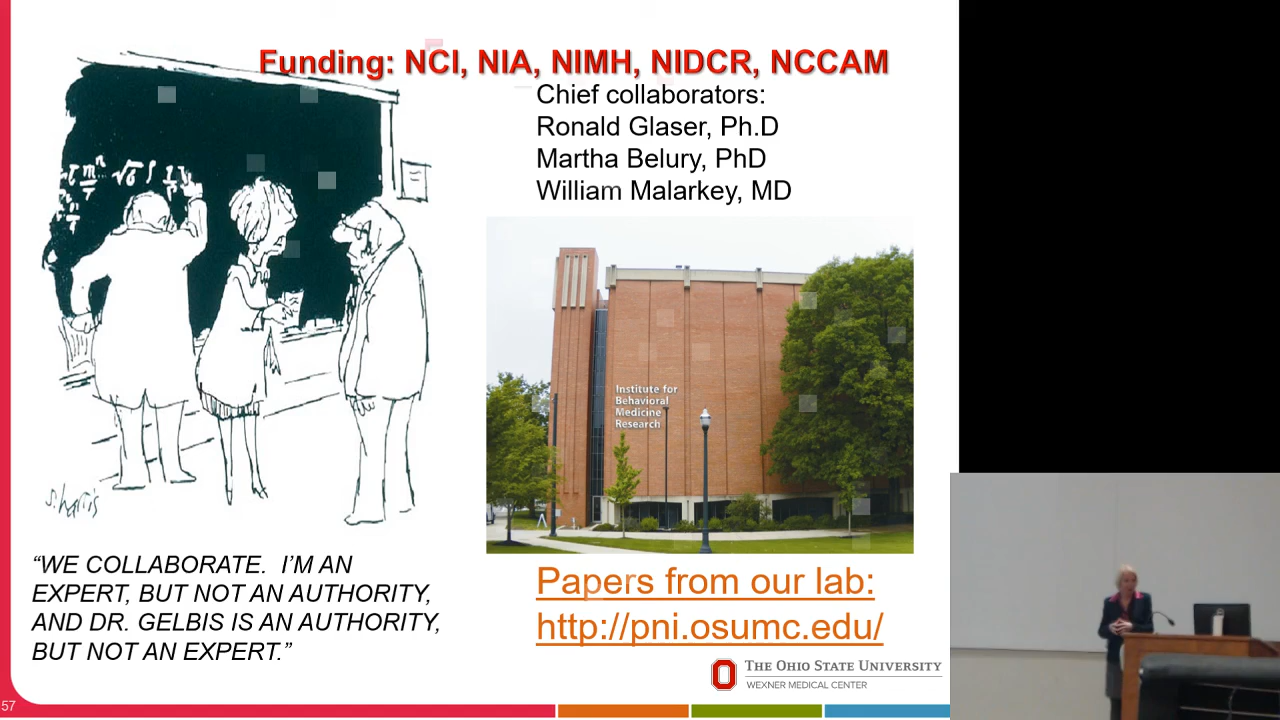 Funding: NCI, NIA, NIMH, NIDCR, NCCAM
Chief collaborators:
Ronald Glaser, Ph.D
Martha Belury, PhD
William Malarkey, MD
Institute for
Behavioral
Medicine
Research
S. Harris
“WE COLLABORATE. I’M AN
EXPERT, BUT NOT AN AUTHORITY,
AND DR. GELBIS IS AN AUTHORITY,
BUT NOT AN EXPERT.”
Papers from our lab:
http://pni.osumc.edu/
THE OHIO STATE UNIVERSITY
WEXNER MEDICAL CENTER
57